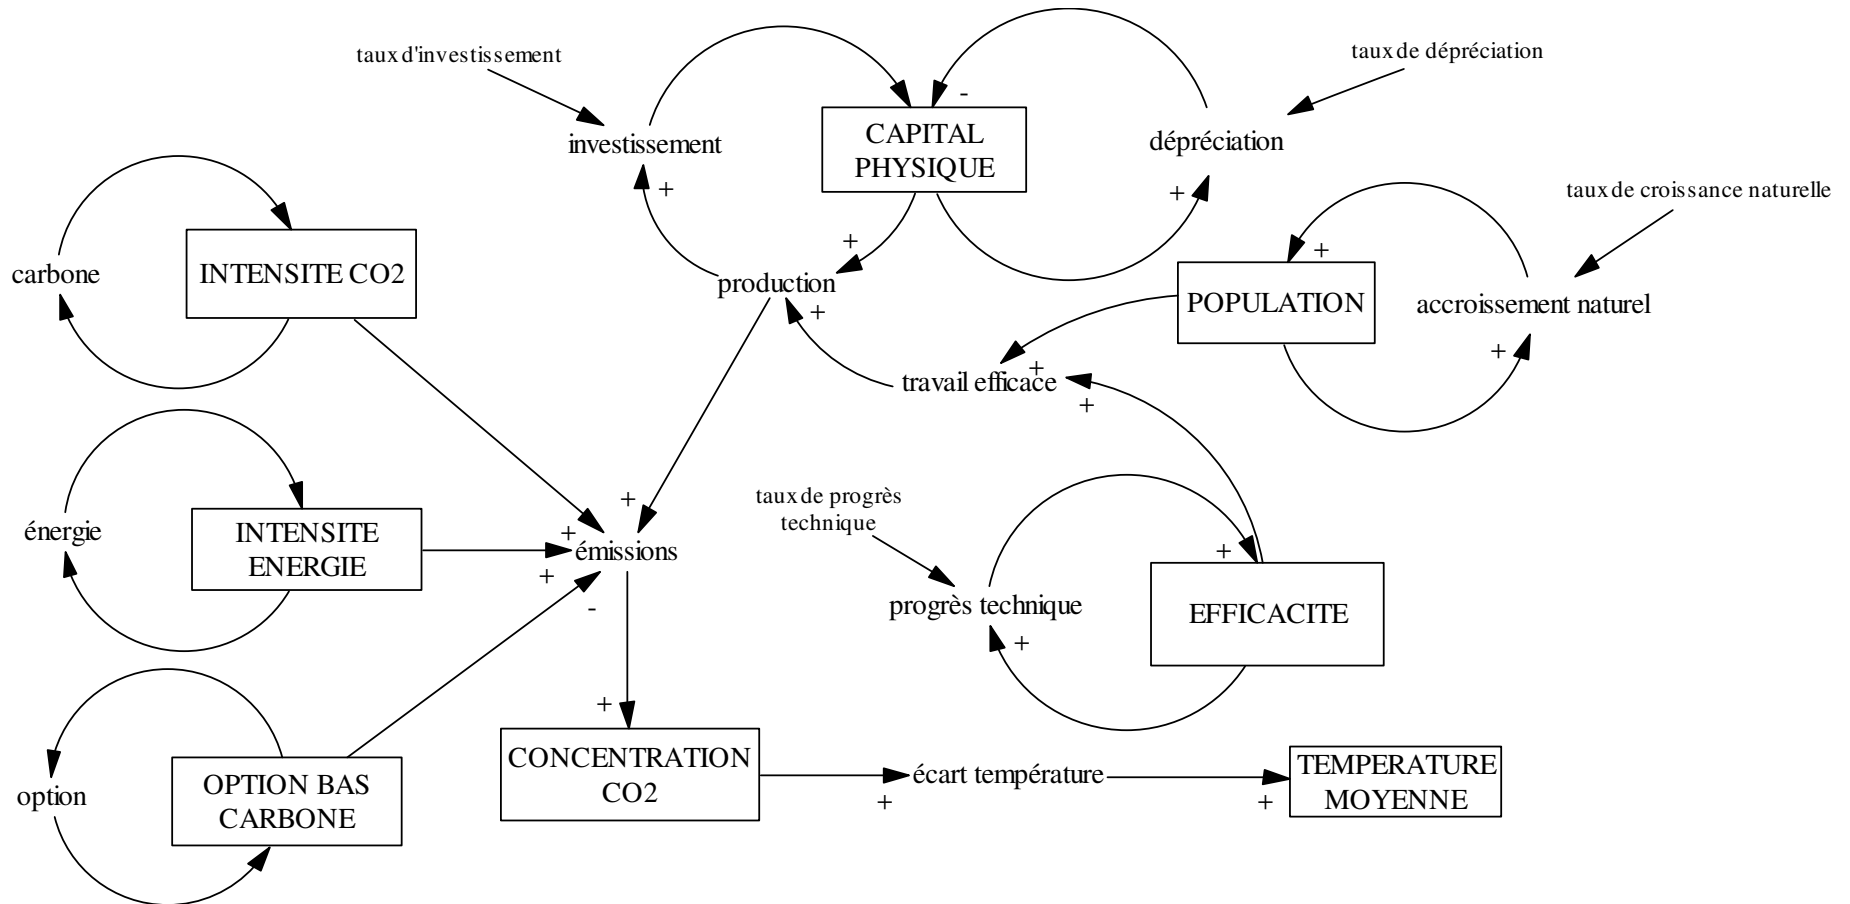 taux d'investissement
taux de dépréciation
-
CAPITAL
PHYSIQUE
investissement
dépréciation
+
+
taux de croissance naturelle
carbone
INTENSITE CO2
+
+
production
+
POPULATION
accroissement naturel
+
+
travail efficace
+
taux de progrès
technique
+
énergie
INTENSITE
ENERGIE
+
émissions
+
-
+
progrès technique
+
EFFICACITE
+
option
OPTION BAS
CARBONE
CONCENTRATION
CO2
écart température
+
TEMPERATURE
MOYENNE
+